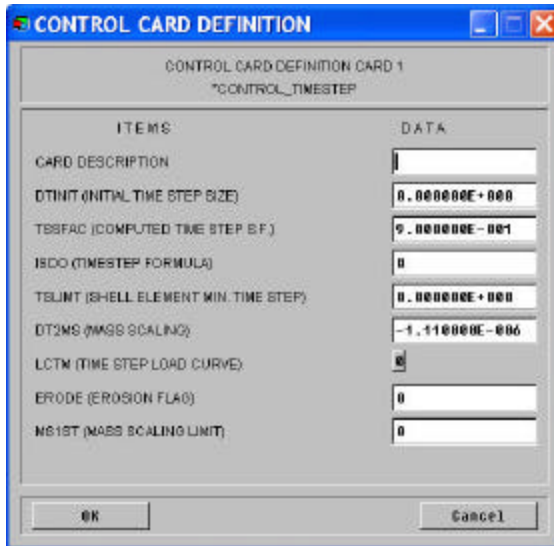 CONTROL CARD DEFINITION
CONTROL CARD DEFINITION CARD 1
*CONTROL_TIMESTEP
ITEMS DATA
CARD DESCRIPTION
DTINIT (INITIAL TIME STEP SIZE) 0.000000E+000
TSSFAC (COMPUTED TIME STEP S.F.) 9.000000E-001
ISDO (TIMESTEP FORMULA) 0
TSLIMT (SHELL ELEMENT MIN. TIME STEP) 0.000000E+000
DT2MS (MASS SCALING) -1.110000E-006
LCTM (TIME STEP LOAD CURVE) 0
ERODE (EROSION FLAG) 0
MS1ST (MASS SCALING LIMIT) 0
OK Cancel